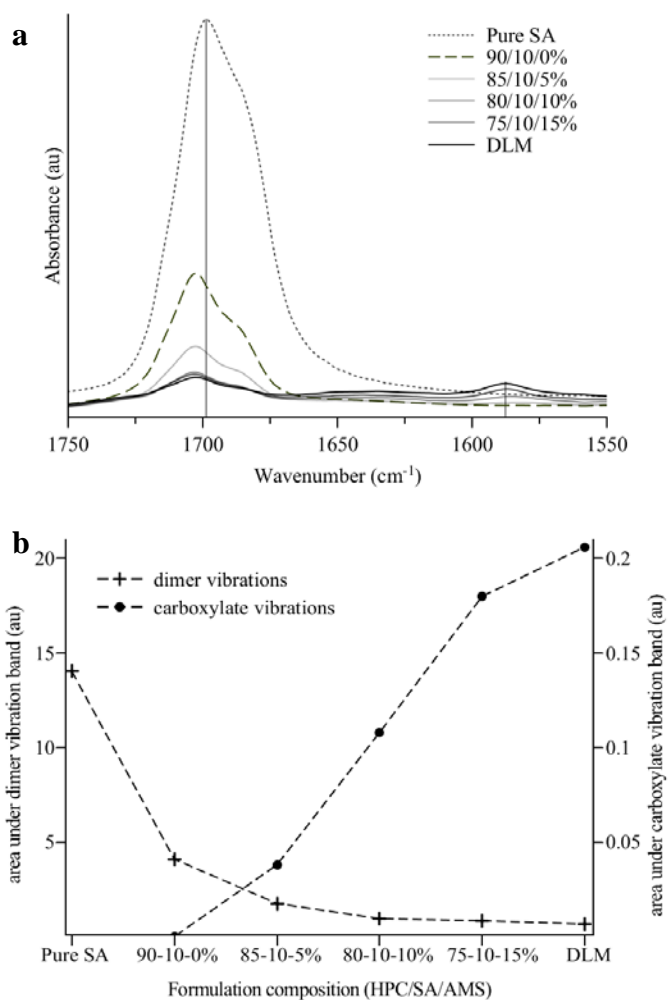 a
Pure SA
90/10/0%
85/10/5%
80/10/10%
75/10/15%
DLM
Absorbance (au)
1750
1700
1650
1600
1550
Wavenumber (cm⁻¹)
b
20
15
10
5
0.2
0.15
0.1
0.05
dimer vibrations
carboxylate vibrations
area under dimer vibration band (au)
area under carboxylate vibration band (au)
Pure SA
90-10-0%
85-10-5%
80-10-10%
75-10-15%
DLM
Formulation composition (HPC/SA/AMS)